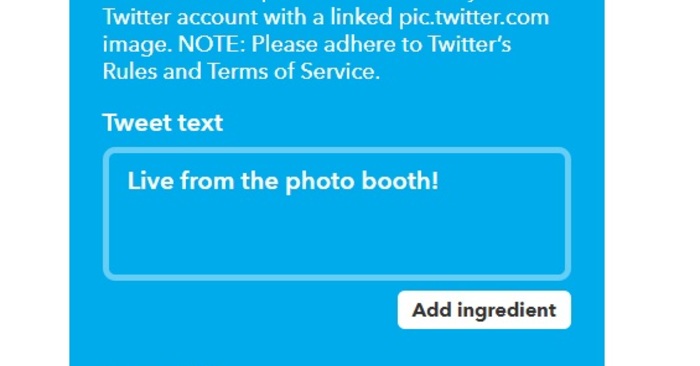 Twitter account with a linked pic.twitter.com
image. NOTE: Please adhere to Twitter’s
Rules and Terms of Service.
Tweet text
Live from the photo booth!
Add ingredient